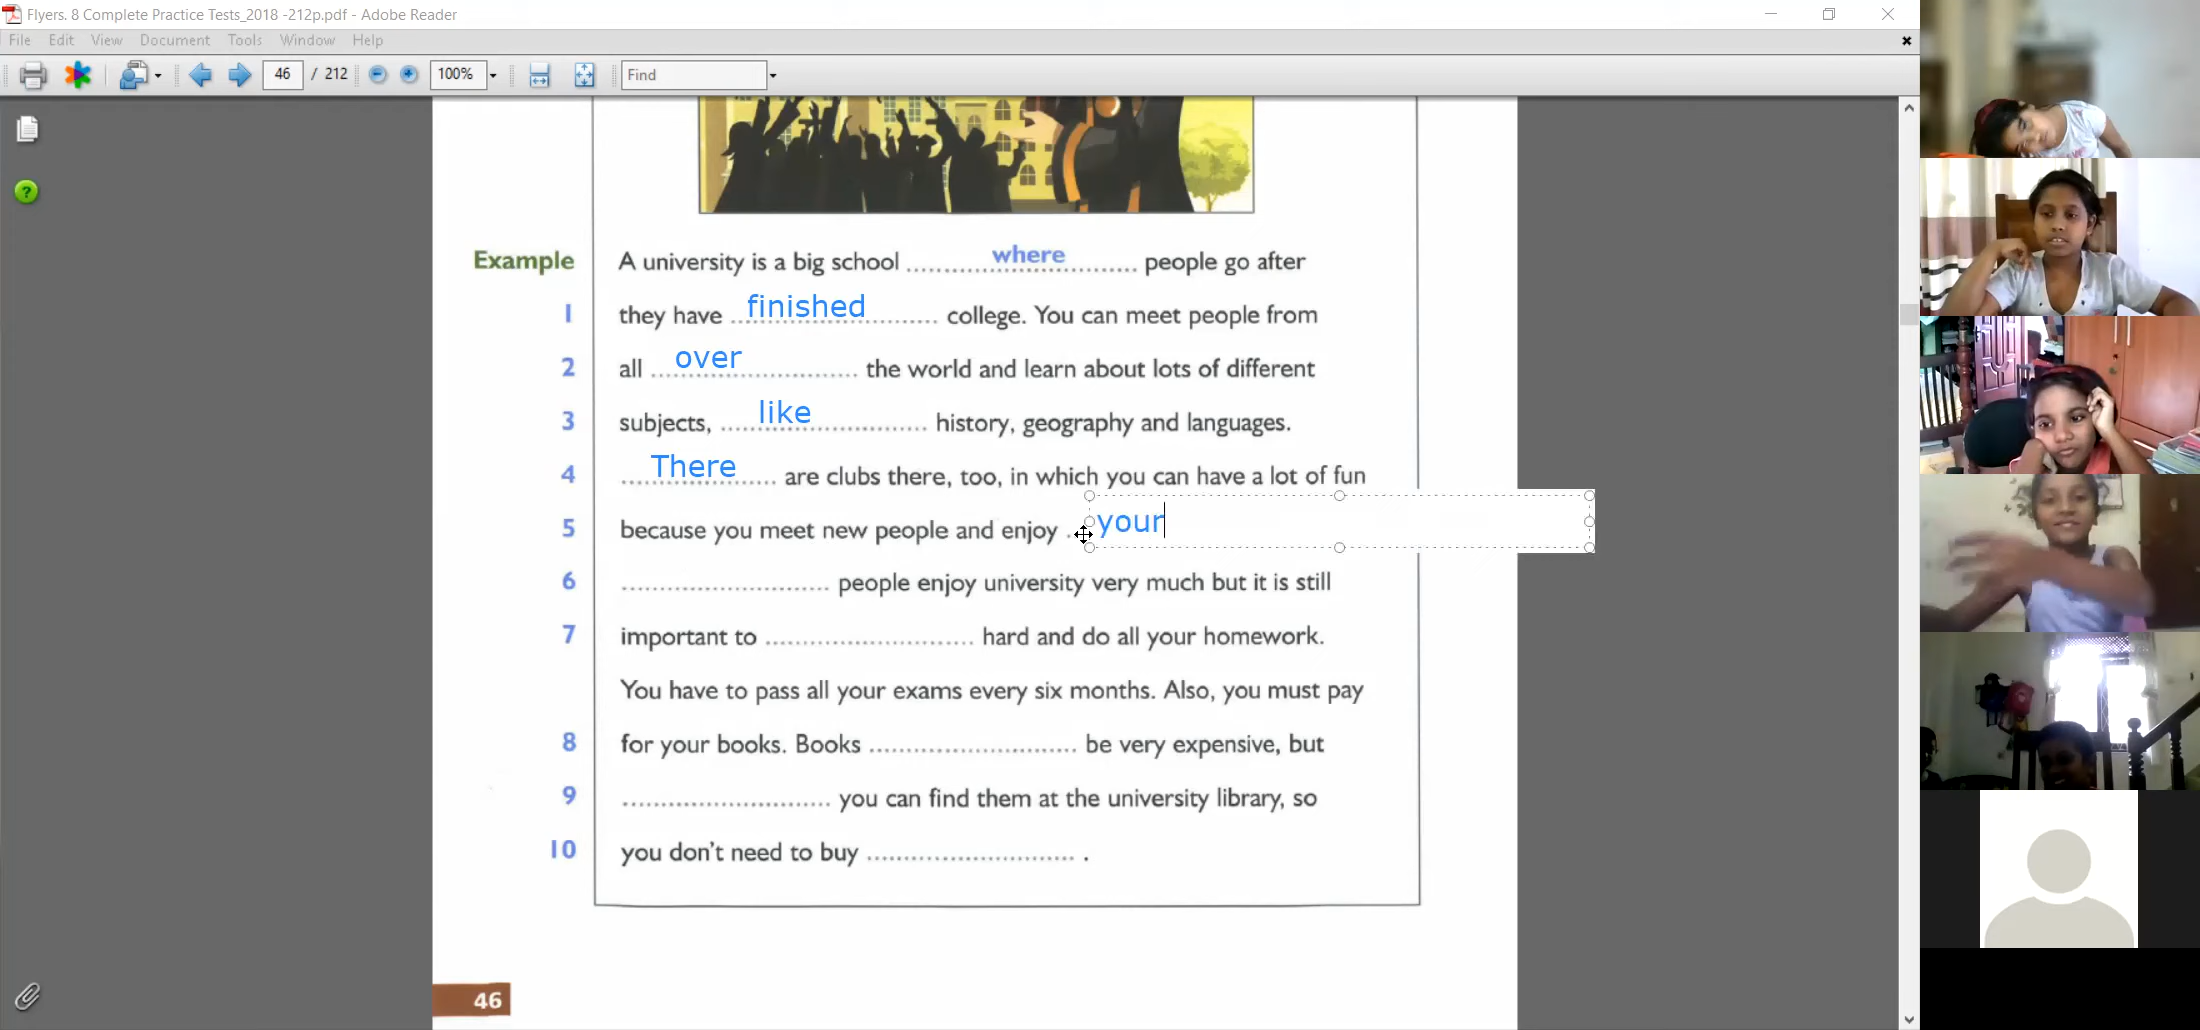 Flyers. 8 Complete Practice Tests_2018 -212p.pdf - Adobe Reader
File Edit View Document Tools Window Help
46 / 212 100% Find
Example A university is a big school .......... where .......... people go after
1 they have .......... finished .......... college. You can meet people from
2 all .......... over .......... the world and learn about lots of different
3 subjects, .......... like .......... history, geography and languages.
4 .......... There .......... are clubs there, too, in which you can have a lot of fun
5 because you meet new people and enjoy .. your
6 .......... people enjoy university very much but it is still
7 important to .......... hard and do all your homework.
You have to pass all your exams every six months. Also, you must pay
8 for your books. Books .......... be very expensive, but
9 .......... you can find them at the university library, so
10 you don't need to buy .......... .
46